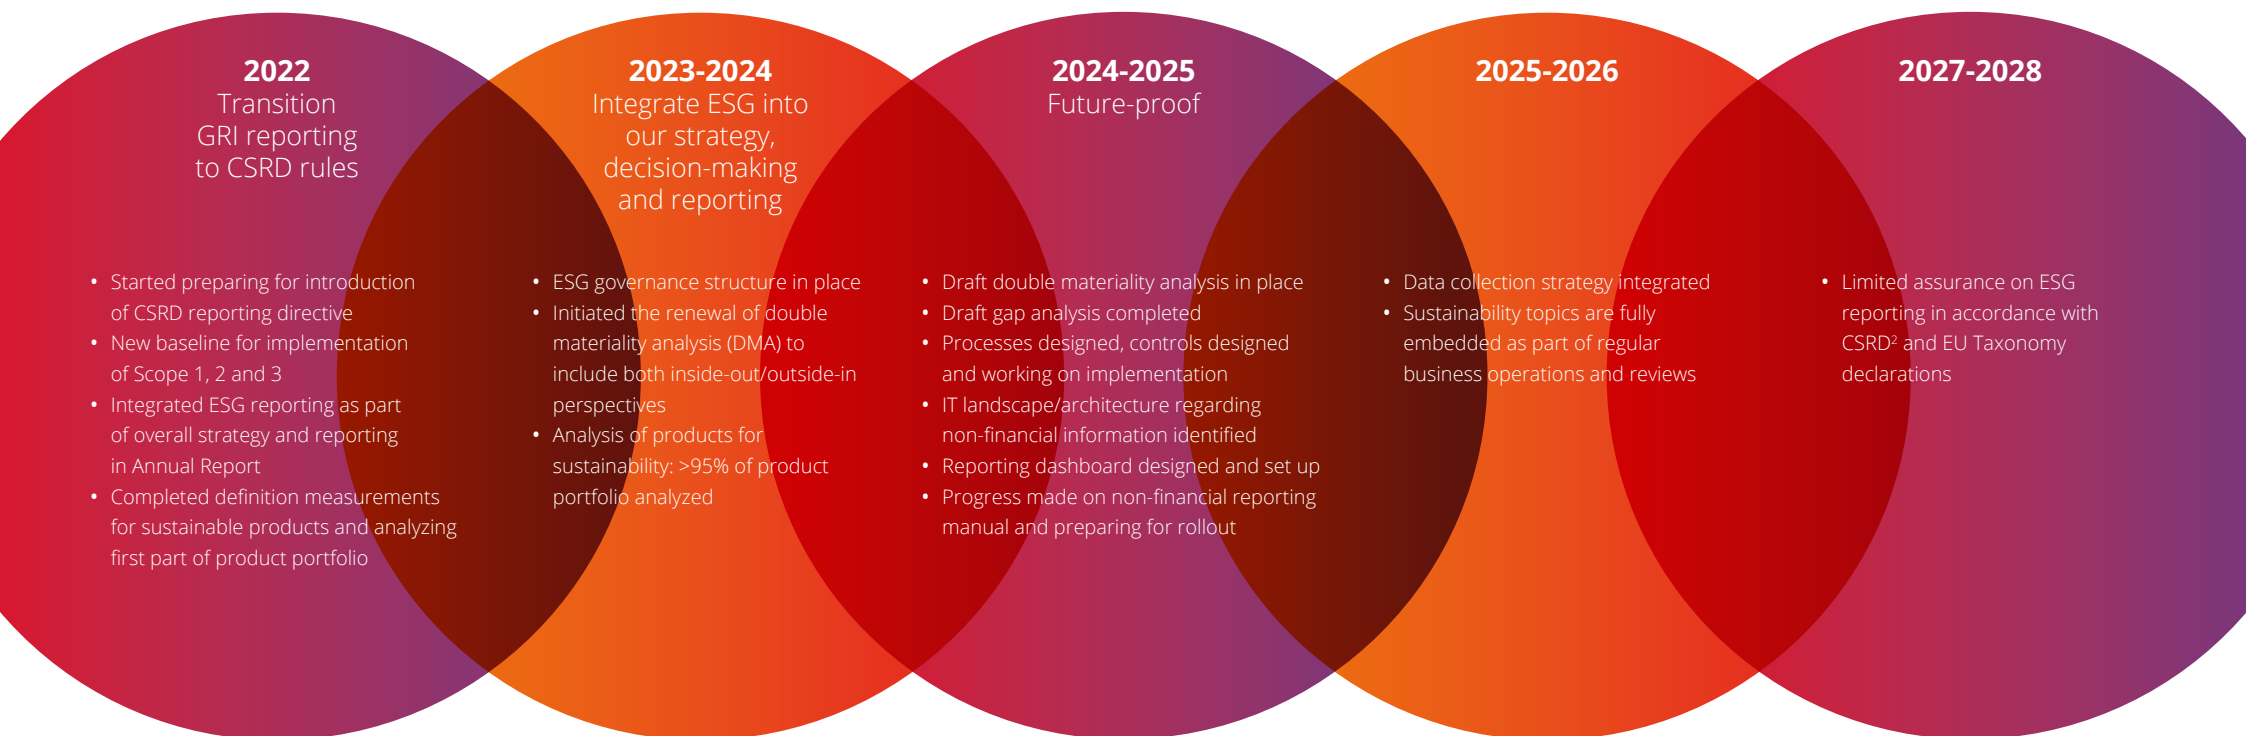 2022
Transition
GRI reporting
to CSRD rules
• Started preparing for introduction
of CSRD reporting directive
• New baseline for implementation
of Scope 1, 2 and 3
• Integrated ESG reporting as part
of overall strategy and reporting
in Annual Report
• Completed definition measurements
for sustainable products and analyzing
first part of product portfolio
2023-2024
Integrate ESG into
our strategy,
decision-making
and reporting
• ESG governance structure in place
• Initiated the renewal of double
materiality analysis (DMA) to
include both inside-out/outside-in
perspectives
• Analysis of products for
sustainability: >95% of product
portfolio analyzed
2024-2025
Future-proof
• Draft double materiality analysis in place
• Draft gap analysis completed
• Processes designed, controls designed
and working on implementation
• IT landscape/architecture regarding
non-financial information identified
• Reporting dashboard designed and set up
• Progress made on non-financial reporting
manual and preparing for rollout
2025-2026
• Data collection strategy integrated
• Sustainability topics are fully
embedded as part of regular
business operations and reviews
2027-2028
• Limited assurance on ESG
reporting in accordance with
CSRD² and EU Taxonomy
declarations